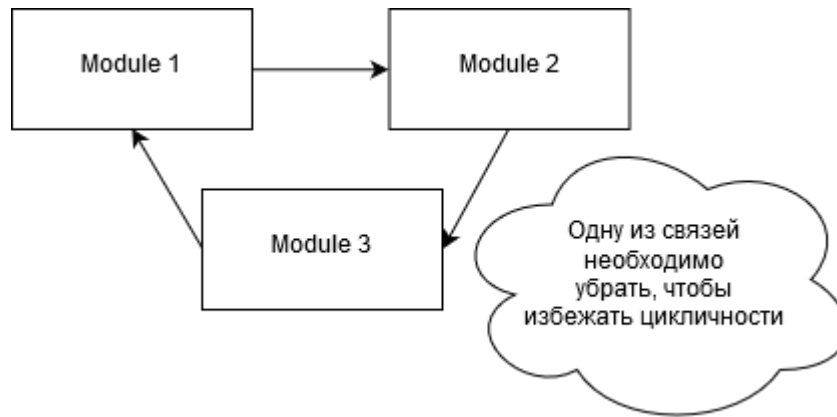 Module 1
Module 2
Module 3
Одну из связей
необходимо
убрать, чтобы
избежать цикличности